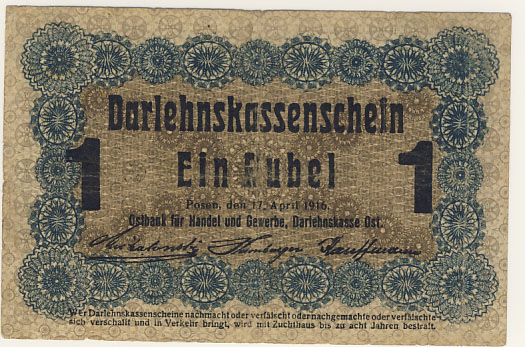 Darlehnskassenschein
Ein Rubel
1 1
Posen, den 17. April 1916.
Ostbank für Handel und Gewerbe, Darlehnskasse Ost.
Wer Darlehnskassenscheine nachmacht oder verfälscht oder nachgemachte oder verfälschte
sich verschafft und in Verkehr bringt, wird mit Zuchthaus bis zu acht Jahren bestraft.